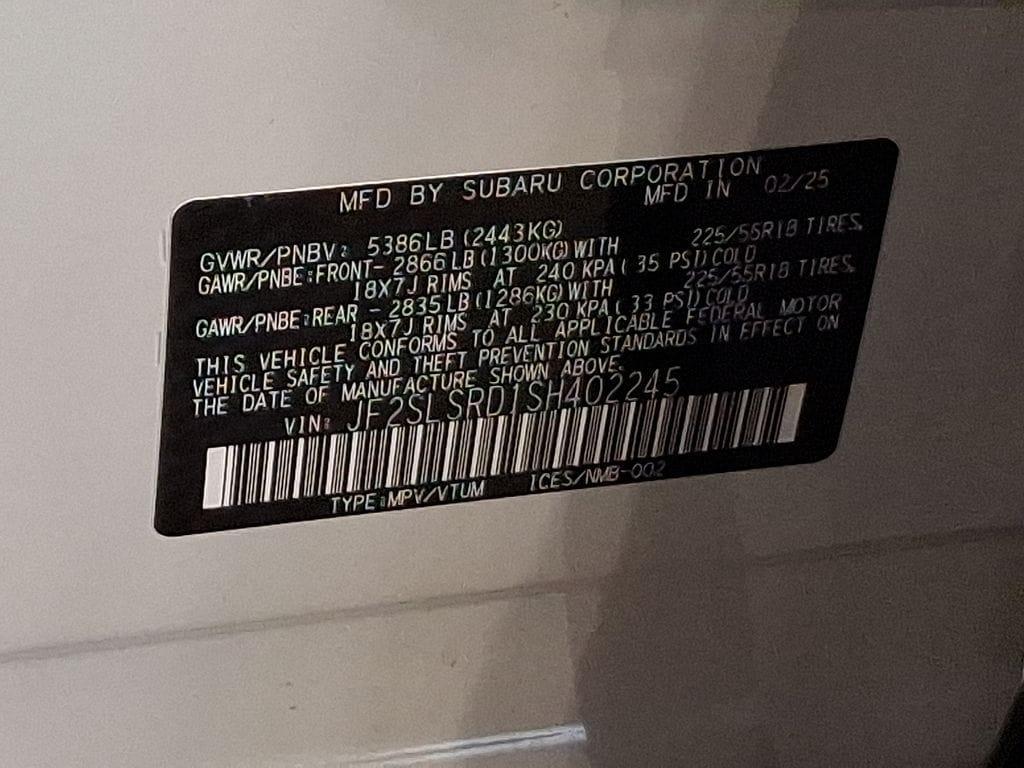 MFD BY SUBARU CORPORATION
MFD IN 02/25
GVWR/PNBV: 5386LB (2443KG)
GAWR/PNBE:FRONT- 2866LB (1300KG) WITH 225/55R18 TIRES,
18X7J RIMS AT 240 KPA ( 35 PSI) COLD
GAWR/PNBE:REAR - 2835LB (1286KG) WITH 225/55R18 TIRES,
18X7J RIMS AT 230 KPA ( 33 PSI) COLD
THIS VEHICLE CONFORMS TO ALL APPLICABLE FEDERAL MOTOR
VEHICLE SAFETY AND THEFT PREVENTION STANDARDS IN EFFECT ON
THE DATE OF MANUFACTURE SHOWN ABOVE.
VIN: JF2SLSRD1SH402245
TYPE:MPV/VTUM ICES/NMB-002